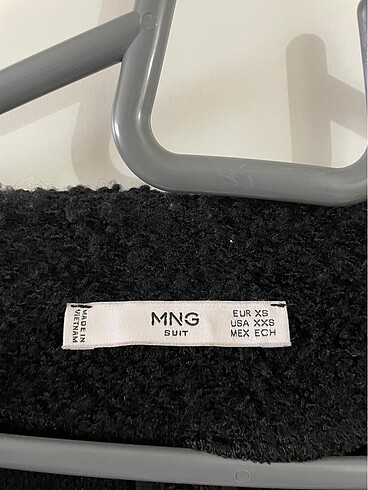 MADE IN
VIETNAM
MNG
SUIT
EUR XS
USA XXS
MEX ECH